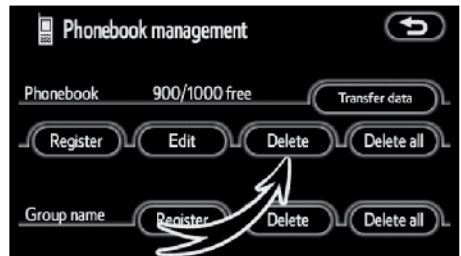 Phonebook management
Phonebook 900/1000 free Transfer data
Register Edit Delete Delete all
Group name Register Delete Delete all